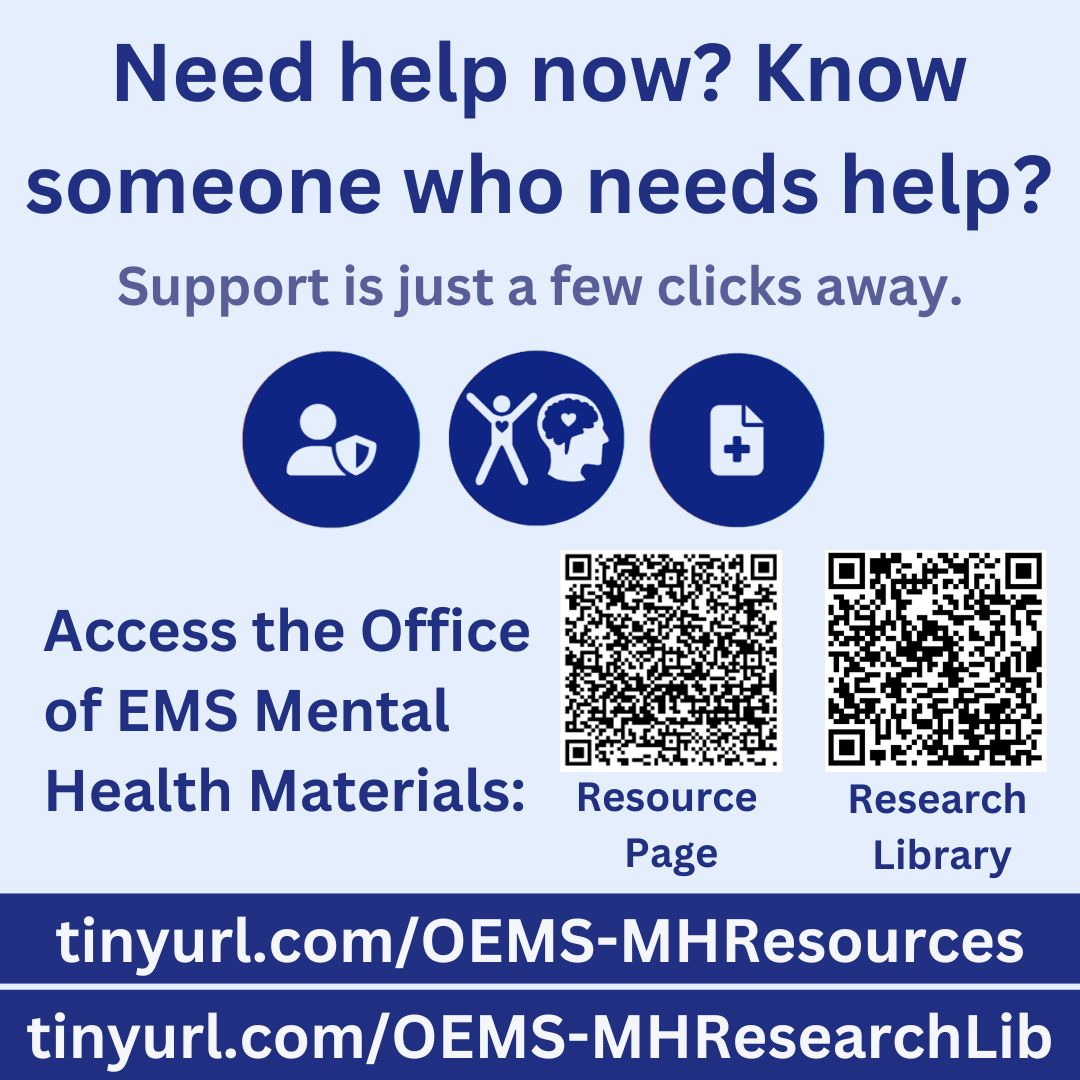 Need help now? Know
someone who needs help?
Support is just a few clicks away.
Access the Office
of EMS Mental
Health Materials:
Resource
Page
Research
Library
tinyurl.com/OEMS-MHResources
tinyurl.com/OEMS-MHResearchLib